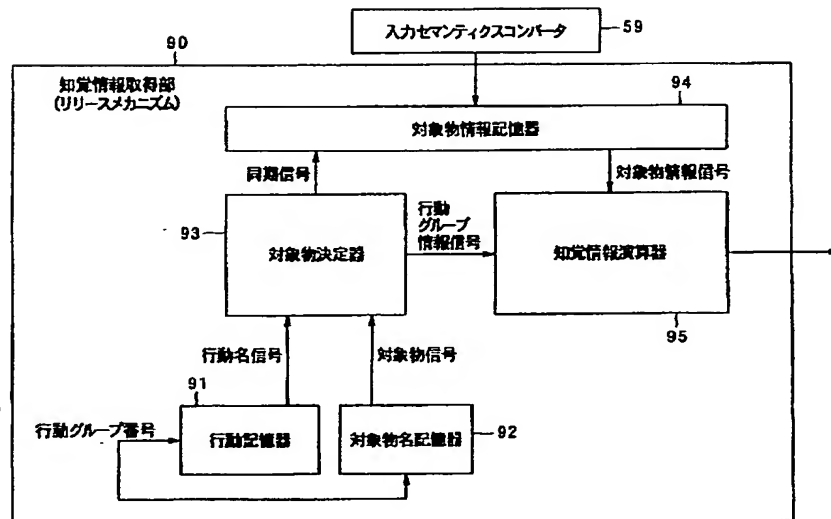 入力セマンティクスコンバータ
59
90
知覚情報取得部
(リリースメカニズム)
94
対象物情報記憶器
同期信号
対象物情報信号
行動
グループ
情報信号
93
対象物決定器
知覚情報演算器
95
行動名信号
対象物信号
91
行動グループ番号
行動記憶器
対象物名記憶器
92